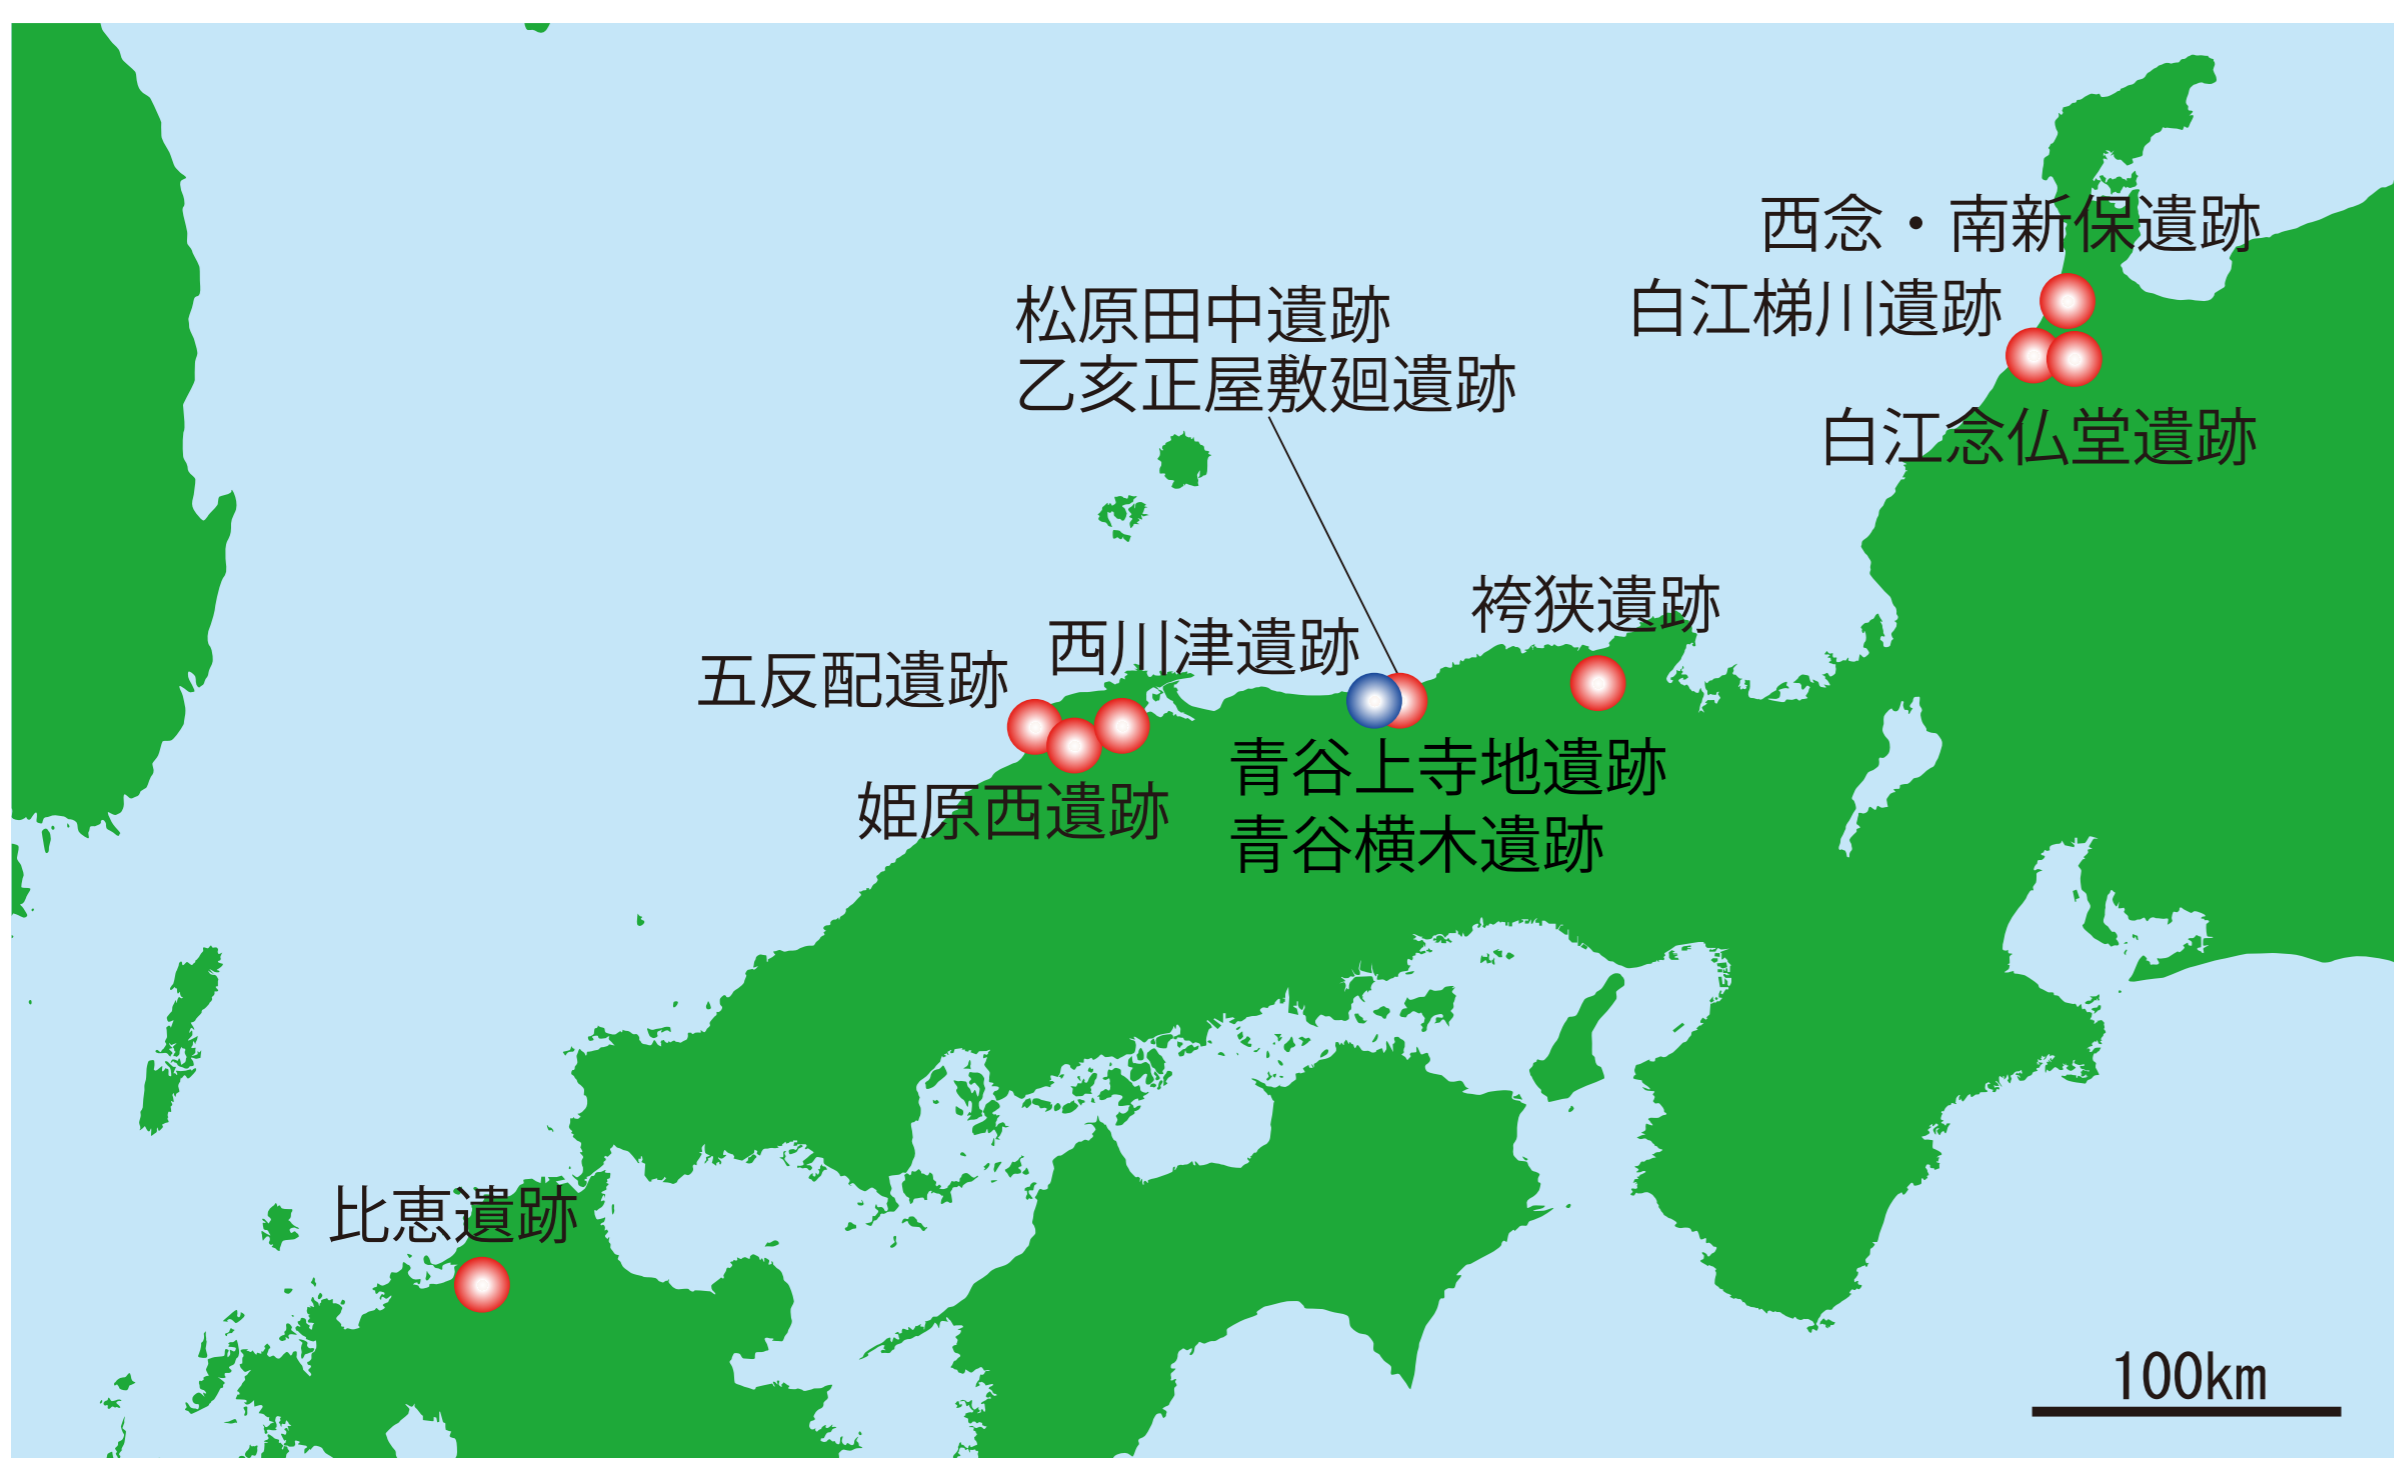 西念・南新保遺跡
白江梯川遺跡
白江念仏堂遺跡
松原田中遺跡
乙亥正屋敷廻遺跡
袴狭遺跡
西川津遺跡
五反配遺跡
姫原西遺跡
青谷上寺地遺跡
青谷横木遺跡
比恵遺跡
100km